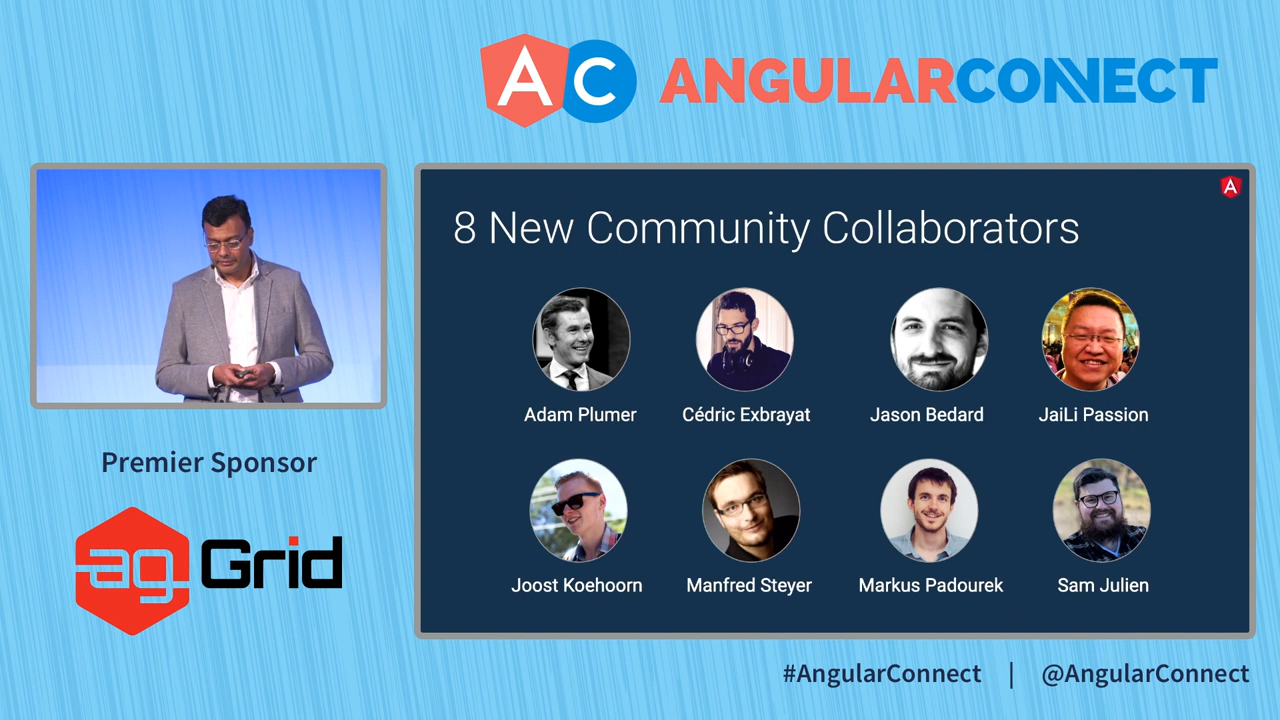 AC ANGULARCONNECT
A
8 New Community Collaborators
Adam Plumer
Cédric Exbrayat
Jason Bedard
JaiLi Passion
Joost Koehoorn
Manfred Steyer
Markus Padourek
Sam Julien
Premier Sponsor
ag Grid
#AngularConnect | @AngularConnect